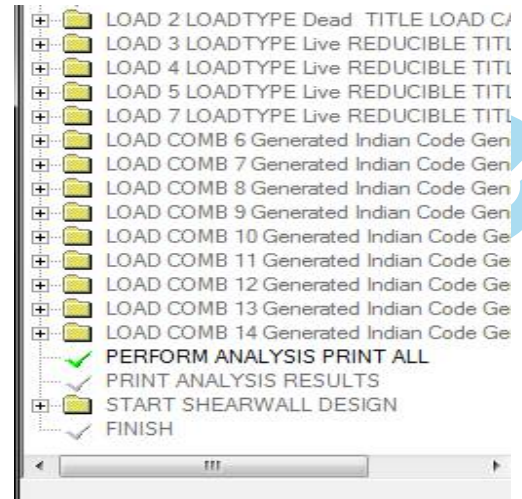 LOAD 2 LOADTYPE Dead TITLE LOAD CA
LOAD 3 LOADTYPE Live REDUCIBLE TITL
LOAD 4 LOADTYPE Live REDUCIBLE TITL
LOAD 5 LOADTYPE Live REDUCIBLE TITL
LOAD 7 LOADTYPE Live REDUCIBLE TITL
LOAD COMB 6 Generated Indian Code Gen
LOAD COMB 7 Generated Indian Code Gen
LOAD COMB 8 Generated Indian Code Gen
LOAD COMB 9 Generated Indian Code Gen
LOAD COMB 10 Generated Indian Code Ge
LOAD COMB 11 Generated Indian Code Ge
LOAD COMB 12 Generated Indian Code Ge
LOAD COMB 13 Generated Indian Code Ge
LOAD COMB 14 Generated Indian Code Ge
PERFORM ANALYSIS PRINT ALL
PRINT ANALYSIS RESULTS
START SHEARWALL DESIGN
FINISH